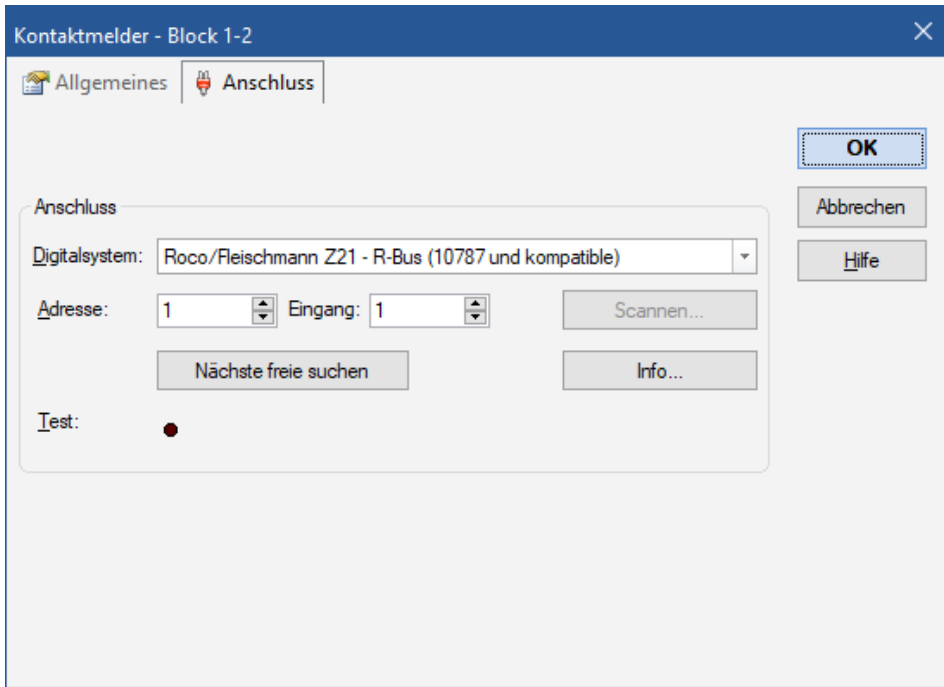 Kontaktmelder - Block 1-2
Allgemeines Anschluss
OK
Anschluss
Abbrechen
Digitalsystem: Roco/Fleischmann Z21 - R-Bus (10787 und kompatible)
Hilfe
Adresse: 1 Eingang: 1 Scannen...
Nächste freie suchen Info...
Test: